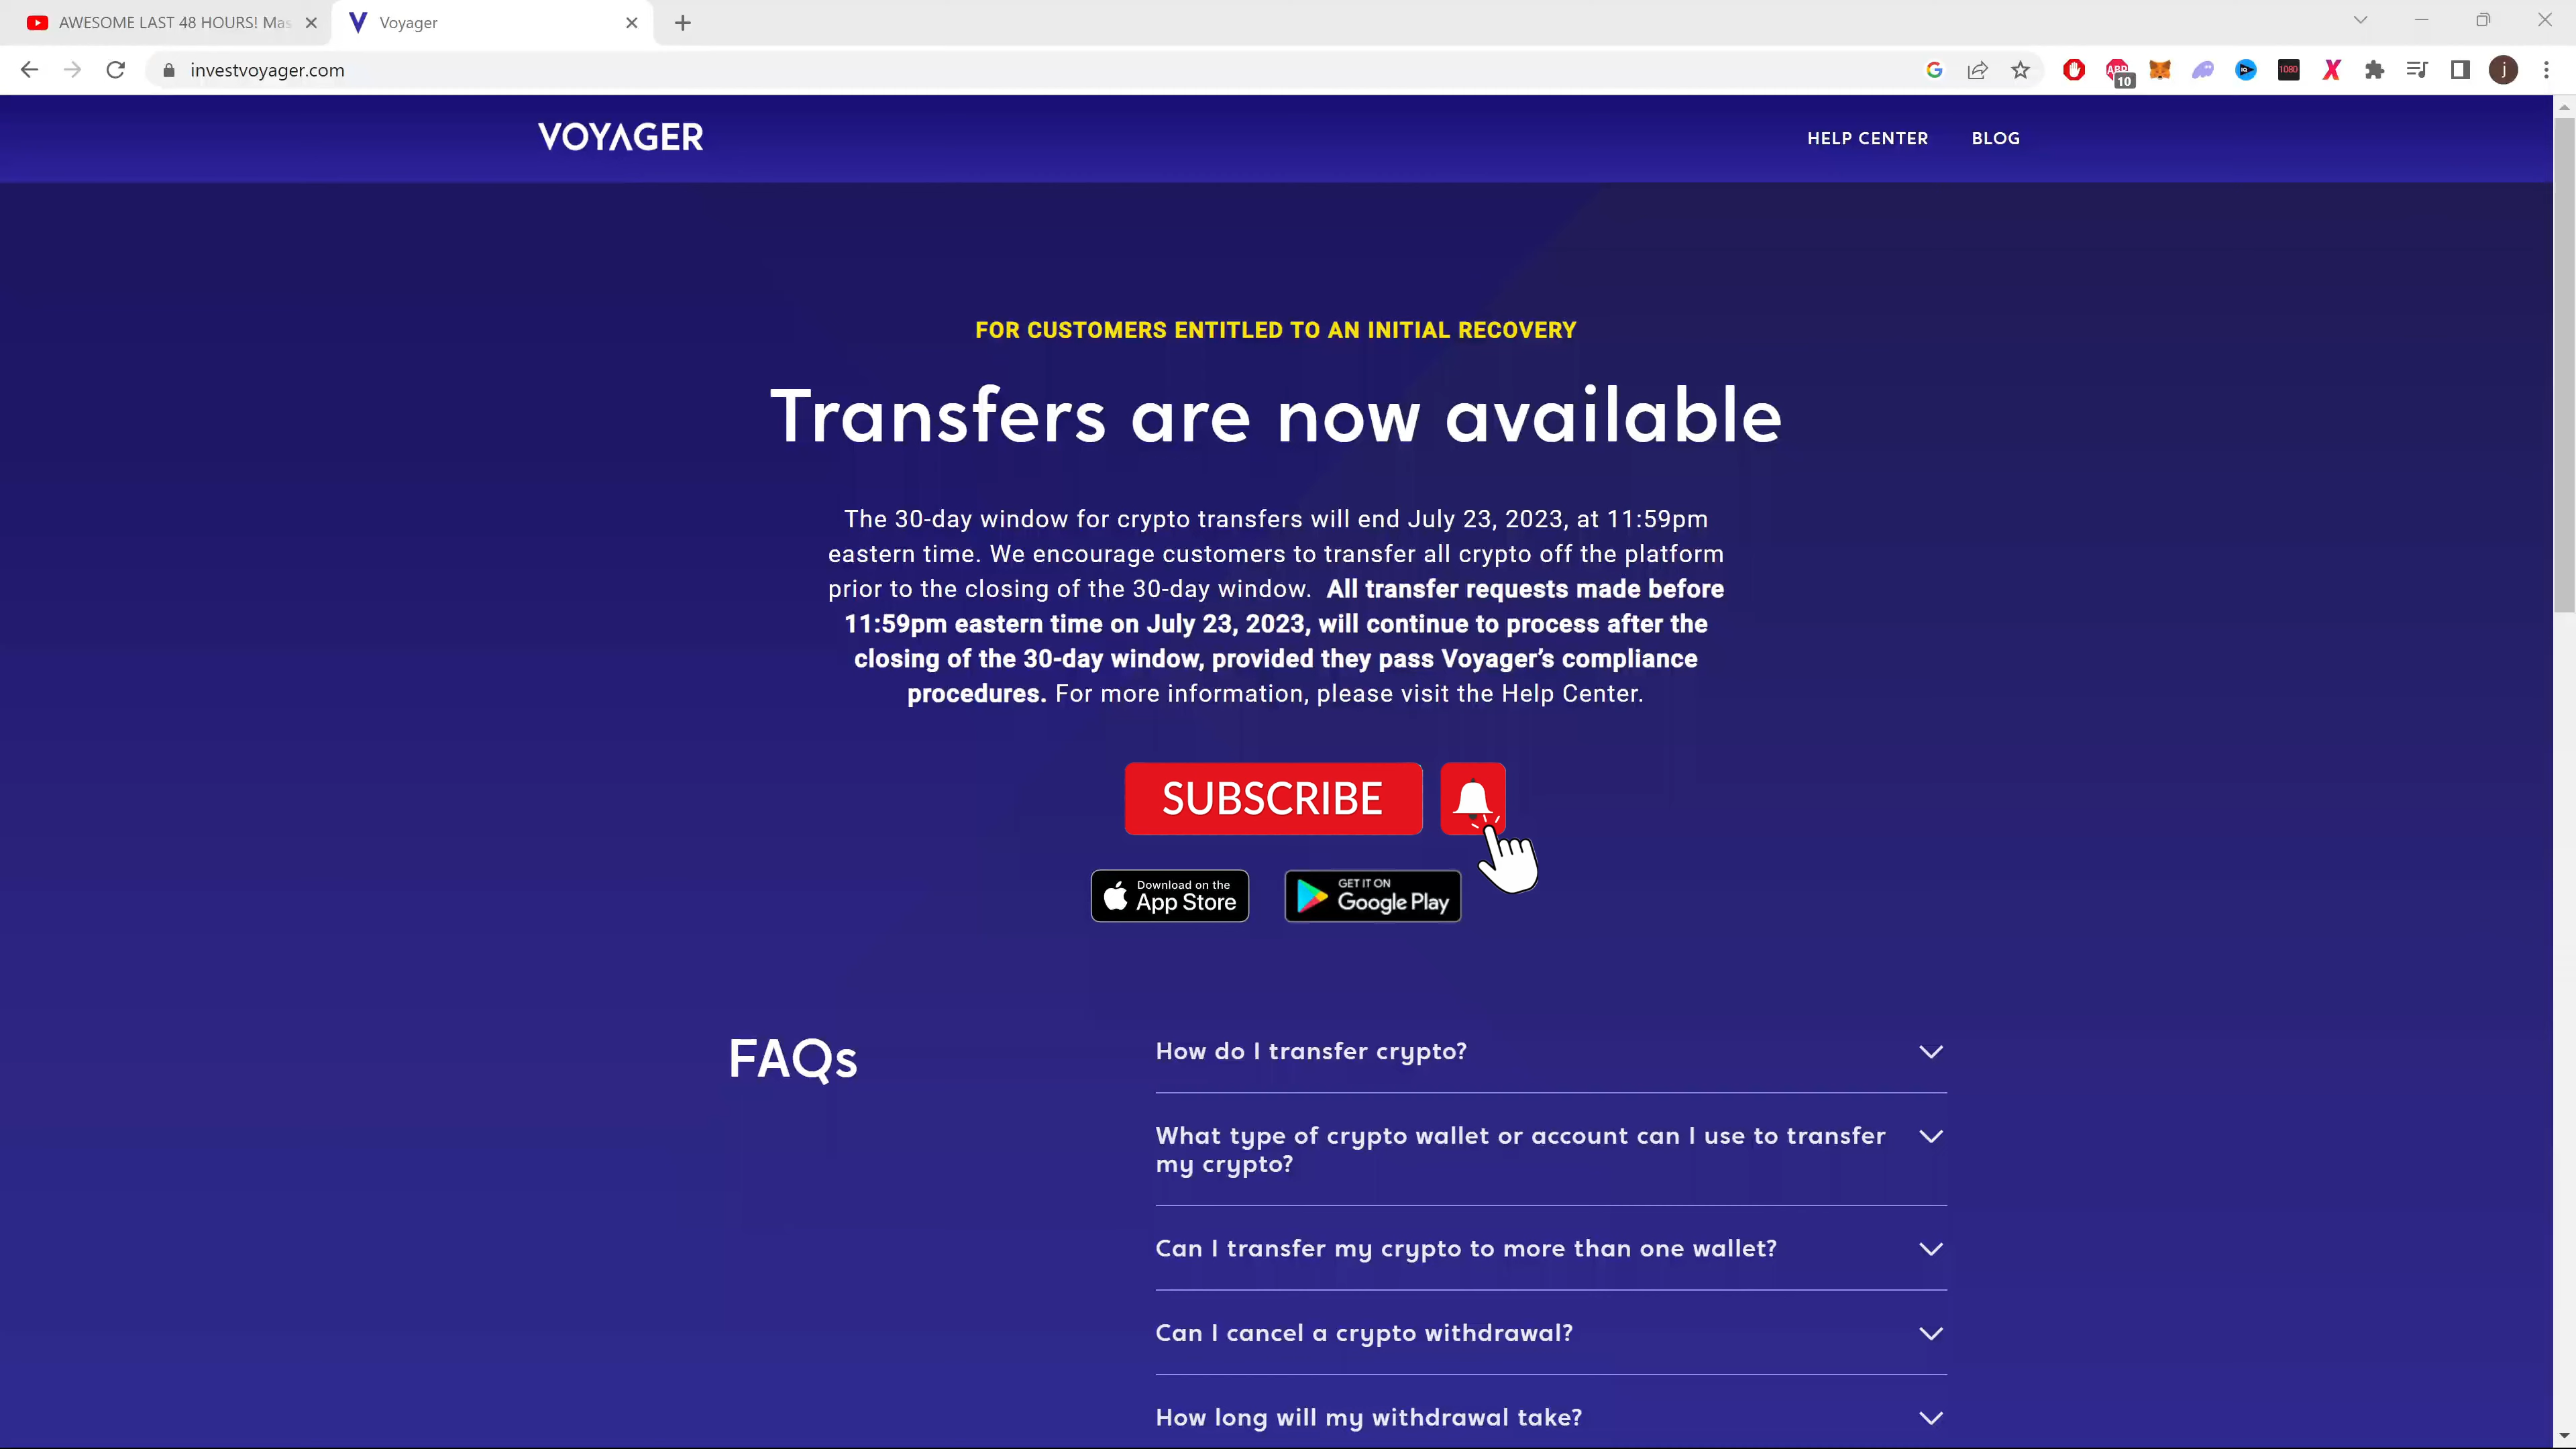 AWESOME LAST 48 HOURS! Mas
Voyager
investvoyager.com
ABP
10
IQ
1080
X
j
VOYAGER
HELP CENTER
BLOG
FOR CUSTOMERS ENTITLED TO AN INITIAL RECOVERY
Transfers are now available
The 30-day window for crypto transfers will end July 23, 2023, at 11:59pm
eastern time. We encourage customers to transfer all crypto off the platform
prior to the closing of the 30-day window. All transfer requests made before
11:59pm eastern time on July 23, 2023, will continue to process after the
closing of the 30-day window, provided they pass Voyager’s compliance
procedures. For more information, please visit the Help Center.
SUBSCRIBE
Download on the
App Store
GET IT ON
Google Play
FAQs
How do I transfer crypto?
What type of crypto wallet or account can I use to transfer
my crypto?
Can I transfer my crypto to more than one wallet?
Can I cancel a crypto withdrawal?
How long will my withdrawal take?